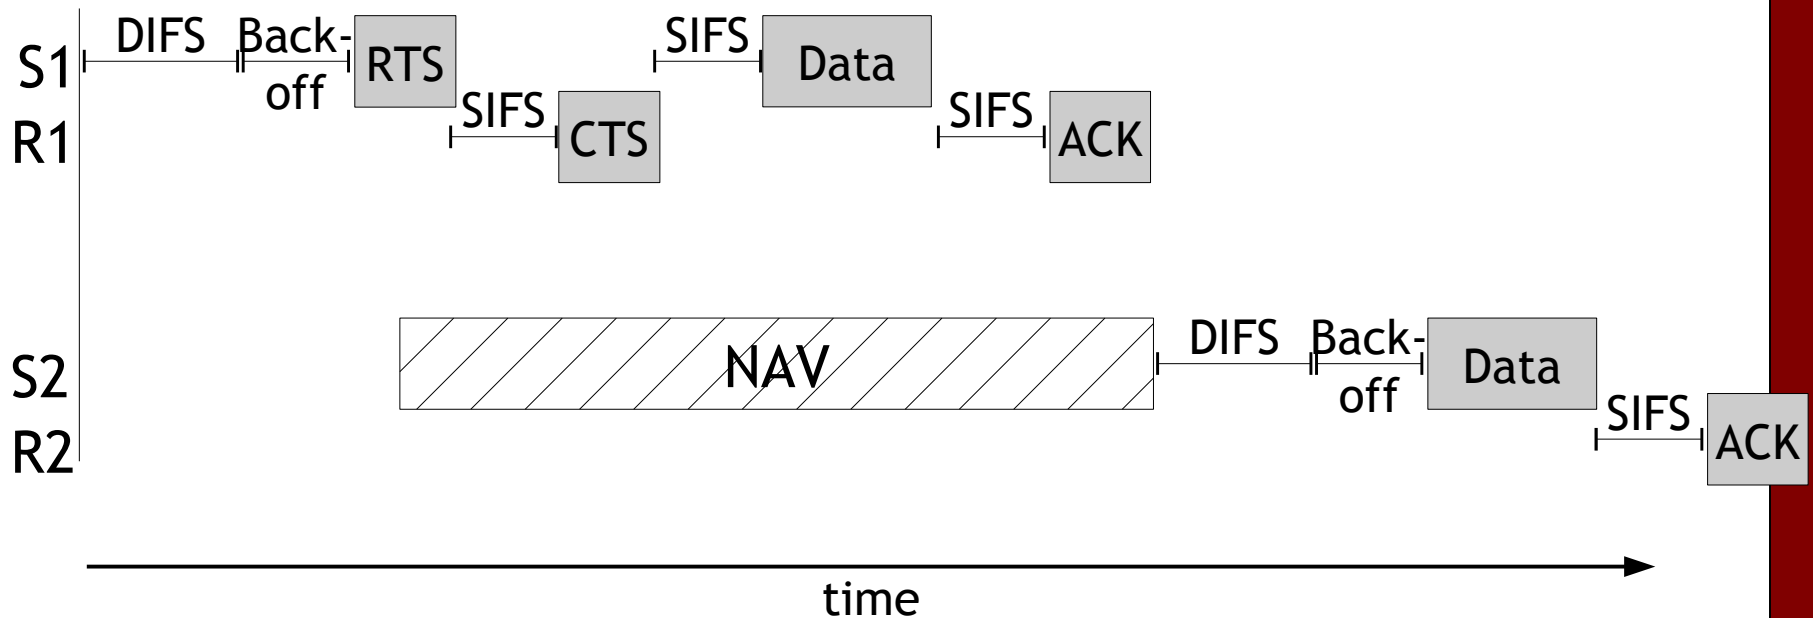 DIFS
Back-
off
SIFS
S1
RTS
Data
SIFS
CTS
SIFS
ACK
R1
NAV
DIFS
Back-
off
Data
S2
SIFS
ACK
R2
time